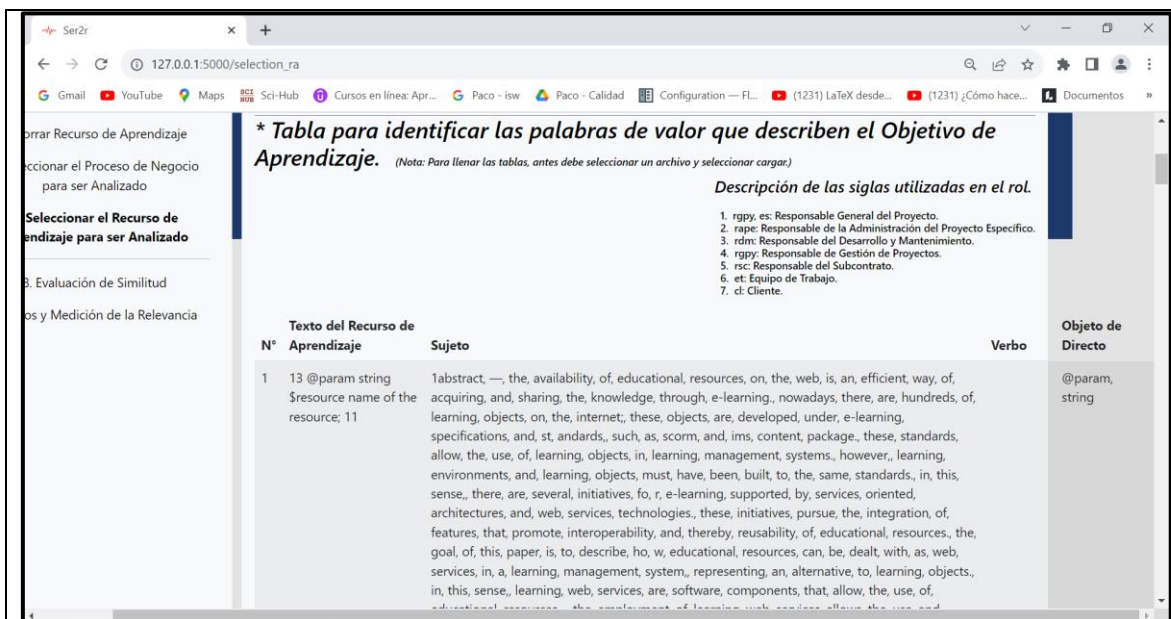 Ser2r
127.0.0.1:5000/selection_ra
Gmail YouTube Maps SCI HUB Sci-Hub Cursos en línea: Apr... Paco - isw Paco - Calidad Configuration — Fl... (1231) LaTeX desde... (1231) ¿Cómo hace... Documentos »
orrar Recurso de Aprendizaje
eccionar el Proceso de Negocio
para ser Analizado
Seleccionar el Recurso de
endizaje para ser Analizado
3. Evaluación de Similitud
os y Medición de la Relevancia
* Tabla para identificar las palabras de valor que describen el Objetivo de
Aprendizaje. (Nota: Para llenar las tablas, antes debe seleccionar un archivo y seleccionar cargar.)
Descripción de las siglas utilizadas en el rol.
1. rgpy, es: Responsable General del Proyecto.
2. rape: Responsable de la Administración del Proyecto Específico.
3. rdm: Responsable del Desarrollo y Mantenimiento.
4. rgpy: Responsable de Gestión de Proyectos.
5. rsc: Responsable del Subcontrato.
6. et: Equipo de Trabajo.
7. cl: Cliente.
N° Texto del Recurso de Aprendizaje Sujeto Verbo Objeto de Directo
1
13 @param string
$resource name of the
resource; 11
1abstract, —, the, availability, of, educational, resources, on, the, web, is, an, efficient, way, of,
acquiring, and, sharing, the, knowledge, through, e-learning., nowadays, there, are, hundreds, of,
learning, objects, on, the, internet;, these, objects, are, developed, under, e-learning,
specifications, and, st, andards,, such, as, scorm, and, ims, content, package., these, standards,
allow, the, use, of, learning, objects, in, learning, management, systems., however,, learning,
environments, and, learning, objects, must, have, been, built, to, the, same, standards., in, this,
sense,, there, are, several, initiatives, fo, r, e-learning, supported, by, services, oriented,
architectures, and, web, services, technologies., these, initiatives, pursue, the, integration, of,
features, that, promote, interoperability, and, thereby, reusability, of, educational, resources., the,
goal, of, this, paper, is, to, describe, ho, w, educational, resources, can, be, dealt, with, as, web,
services, in, a, learning, management, system,, representing, an, alternative, to, learning, objects.,
in, this, sense,, learning, web, services, are, software, components, that, allow, the, use, of,
@param,
string